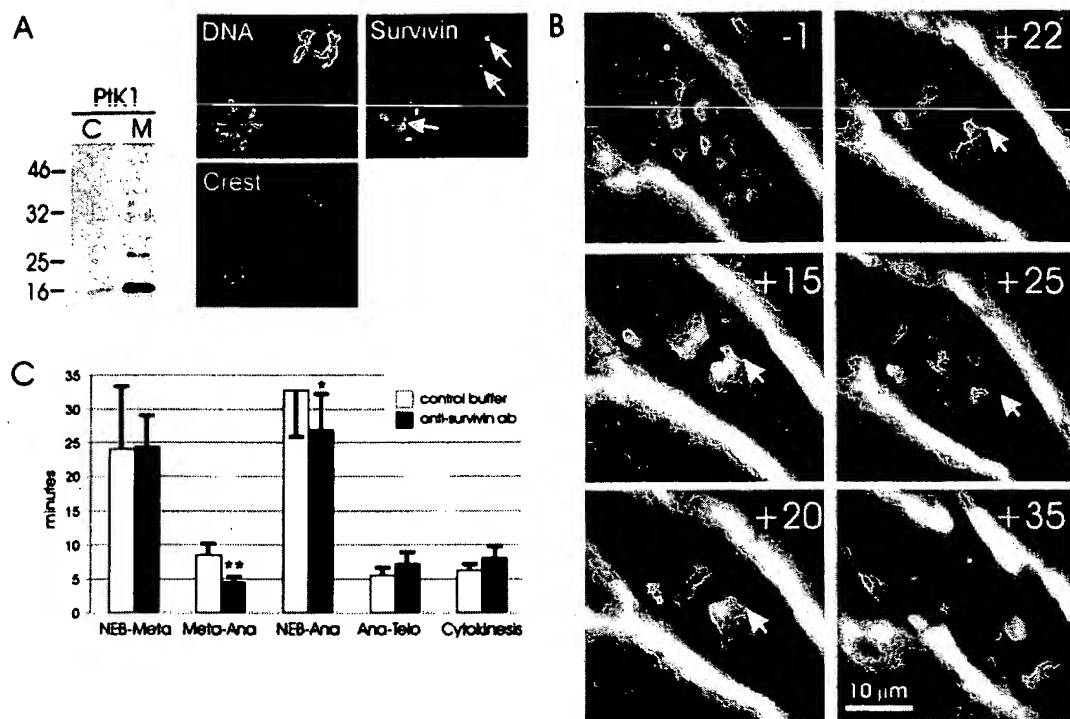 A
DNA
Survivin
PtK1
C M
46
32
25
16
Crest
B
-1
+22
+15
+25
+20
+35
10 µm
C
35
30
25
20
15
10
5
0
minutes
control buffer
anti-survivin ab
*
**
NEB-Meta Meta-Ana NEB-Ana Ana-Telo Cytokinesis